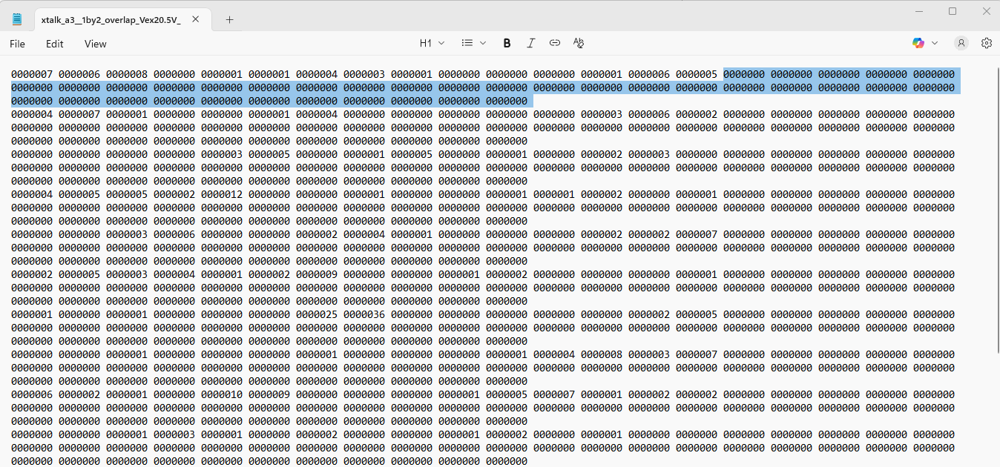 xtalk_a3__1by2_overlap_Vex20.5V_
File Edit View H1 B I
0000007 0000006 0000008 0000000 0000001 0000001 0000004 0000003 0000001 0000000 0000000 0000000 0000001 0000006 0000005 0000000 0000000 0000000 0000000 0000000
0000000 0000000 0000000 0000000 0000000 0000000 0000000 0000000 0000000 0000000 0000000 0000000 0000000 0000000 0000000 0000000 0000000 0000000 0000000 0000000
0000000 0000000 0000000 0000000 0000000 0000000 0000000 0000000 0000000 0000000 0000000
0000004 0000007 0000001 0000000 0000001 0000004 0000000 0000000 0000000 0000000 0000000 0000000 0000003 0000006 0000002 0000000 0000000 0000000 0000000 0000000
0000000 0000000 0000000 0000000 0000000 0000000 0000000 0000000 0000000 0000000 0000000 0000000 0000000 0000000 0000000 0000000 0000000 0000000 0000000 0000000
0000000 0000000 0000000 0000000 0000000 0000000 0000000 0000000 0000000 0000000 0000000
0000000 0000000 0000000 0000000 0000003 0000005 0000000 0000001 0000005 0000000 0000001 0000000 0000002 0000003 0000000 0000000 0000000 0000000 0000000 0000000
0000000 0000000 0000000 0000000 0000000 0000000 0000000 0000000 0000000 0000000 0000000 0000000 0000000 0000000 0000000 0000000 0000000 0000000 0000000 0000000
0000000 0000000 0000000 0000000 0000000 0000000 0000000 0000000 0000000 0000000 0000000
0000004 0000005 0000005 0000002 0000012 0000000 0000000 0000001 0000000 0000000 0000001 0000001 0000002 0000000 0000001 0000000 0000000 0000000 0000000 0000000
0000000 0000000 0000000 0000000 0000000 0000000 0000000 0000000 0000000 0000000 0000000 0000000 0000000 0000000 0000000 0000000 0000000 0000000 0000000 0000000
0000000 0000000 0000000 0000000 0000000 0000000 0000000 0000000 0000000 0000000 0000000
0000000 0000000 0000003 0000006 0000000 0000000 0000002 0000004 0000001 0000000 0000000 0000000 0000002 0000002 0000007 0000000 0000000 0000000 0000000 0000000
0000000 0000000 0000000 0000000 0000000 0000000 0000000 0000000 0000000 0000000 0000000 0000000 0000000 0000000 0000000 0000000 0000000 0000000 0000000 0000000
0000000 0000000 0000000 0000000 0000000 0000000 0000000 0000000 0000000 0000000 0000000
0000002 0000005 0000003 0000004 0000001 0000002 0000009 0000000 0000000 0000001 0000002 0000000 0000000 0000000 0000001 0000000 0000000 0000000 0000000 0000000
0000000 0000000 0000000 0000000 0000000 0000000 0000000 0000000 0000000 0000000 0000000 0000000 0000000 0000000 0000000 0000000 0000000 0000000 0000000 0000000
0000000 0000000 0000000 0000000 0000000 0000000 0000000 0000000 0000000 0000000 0000000
0000001 0000000 0000001 0000000 0000000 0000000 0000025 0000036 0000000 0000000 0000000 0000000 0000000 0000002 0000005 0000000 0000000 0000000 0000000 0000000
0000000 0000000 0000000 0000000 0000000 0000000 0000000 0000000 0000000 0000000 0000000 0000000 0000000 0000000 0000000 0000000 0000000 0000000 0000000 0000000
0000000 0000000 0000000 0000000 0000000 0000000 0000000 0000000 0000000 0000000 0000000
0000000 0000000 0000001 0000000 0000000 0000000 0000001 0000000 0000000 0000000 0000001 0000004 0000008 0000003 0000007 0000000 0000000 0000000 0000000 0000000
0000000 0000000 0000000 0000000 0000000 0000000 0000000 0000000 0000000 0000000 0000000 0000000 0000000 0000000 0000000 0000000 0000000 0000000 0000000 0000000
0000000 0000000 0000000 0000000 0000000 0000000 0000000 0000000 0000000 0000000 0000000
0000006 0000002 0000001 0000000 0000010 0000009 0000000 0000000 0000000 0000001 0000005 0000007 0000001 0000002 0000002 0000000 0000000 0000000 0000000 0000000
0000000 0000000 0000000 0000000 0000000 0000000 0000000 0000000 0000000 0000000 0000000 0000000 0000000 0000000 0000000 0000000 0000000 0000000 0000000 0000000
0000000 0000000 0000000 0000000 0000000 0000000 0000000 0000000 0000000 0000000 0000000
0000000 0000000 0000001 0000003 0000001 0000000 0000002 0000000 0000000 0000001 0000002 0000000 0000001 0000000 0000000 0000000 0000000 0000000 0000000 0000000
0000000 0000000 0000000 0000000 0000000 0000000 0000000 0000000 0000000 0000000 0000000 0000000 0000000 0000000 0000000 0000000 0000000 0000000 0000000 0000000
0000000 0000000 0000000 0000000 0000000 0000000 0000000 0000000 0000000 0000000 0000000